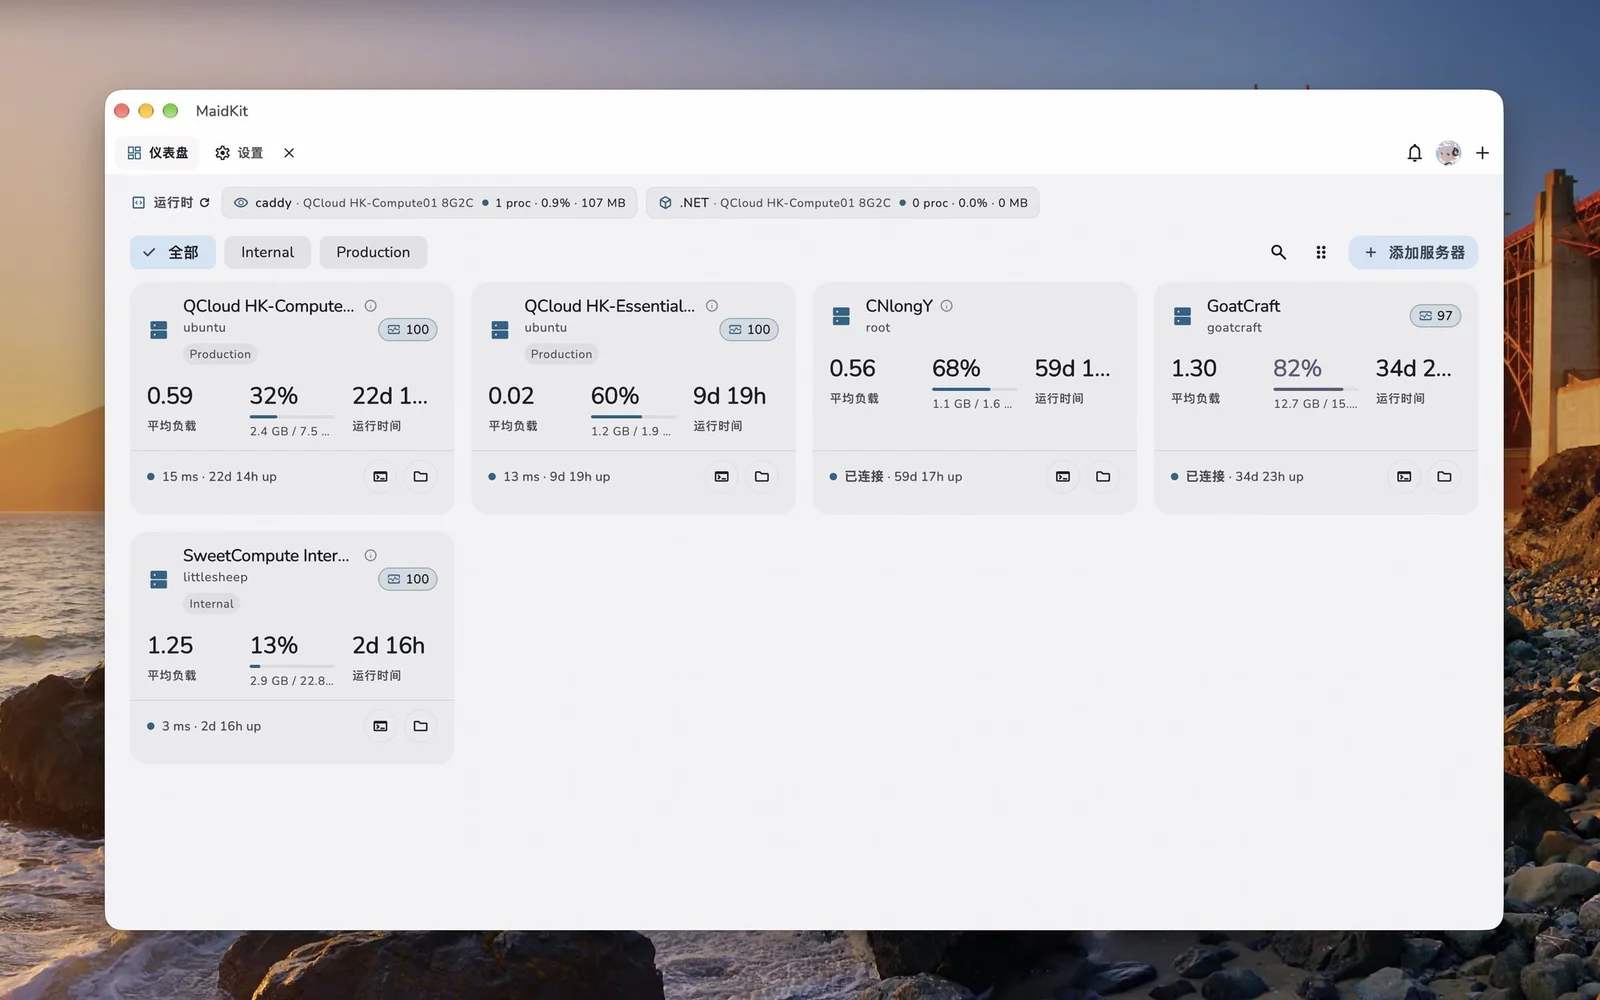 MaidKit
仪表盘 设置
运行时 caddy · QCloud HK-Compute01 8G2C 1 proc · 0.9% · 107 MB .NET · QCloud HK-Compute01 8G2C 0 proc · 0.0% · 0 MB
全部 Internal Production 添加服务器
QCloud HK-Compute...
ubuntu
100
Production
0.59 32% 22d 1...
平均负载 2.4 GB / 7.5 ... 运行时间
15 ms · 22d 14h up
QCloud HK-Essential...
ubuntu
100
Production
0.02 60% 9d 19h
平均负载 1.2 GB / 1.9 ... 运行时间
13 ms · 9d 19h up
CNlongY
root
0.56 68% 59d 1...
平均负载 1.1 GB / 1.6 ... 运行时间
已连接 · 59d 17h up
GoatCraft
goatcraft
97
1.30 82% 34d 2...
平均负载 12.7 GB / 15.... 运行时间
已连接 · 34d 23h up
SweetCompute Inter...
littlesheep
100
Internal
1.25 13% 2d 16h
平均负载 2.9 GB / 22.8... 运行时间
3 ms · 2d 16h up